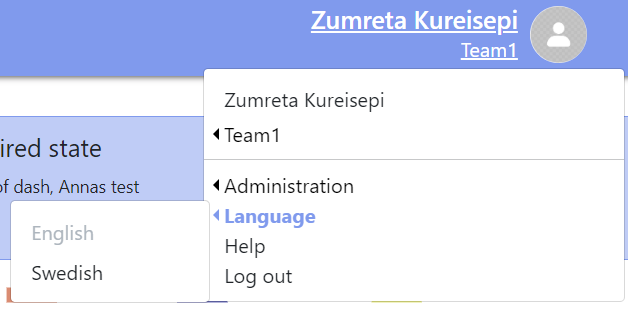 Zumreta Kureisepi
Team1
Zumreta Kureisepi
Team1
ired state
of dash, Annas test
Administration
Language
Help
Log out
English
Swedish